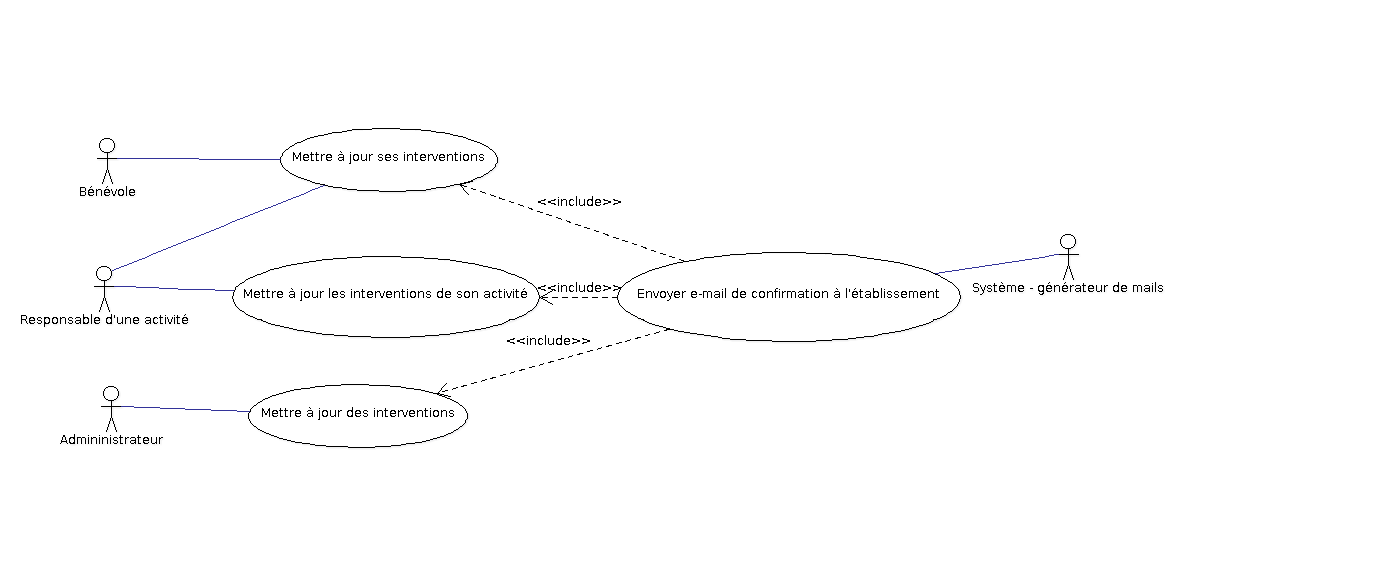 Mettre à jour ses interventions
Bénévole
<<include>>
Mettre à jour les interventions de son activité
<<include>>
Envoyer e-mail de confirmation à l'établissement
Système - générateur de mails
Responsable d'une activité
<<include>>
Mettre à jour des interventions
Admininistrateur